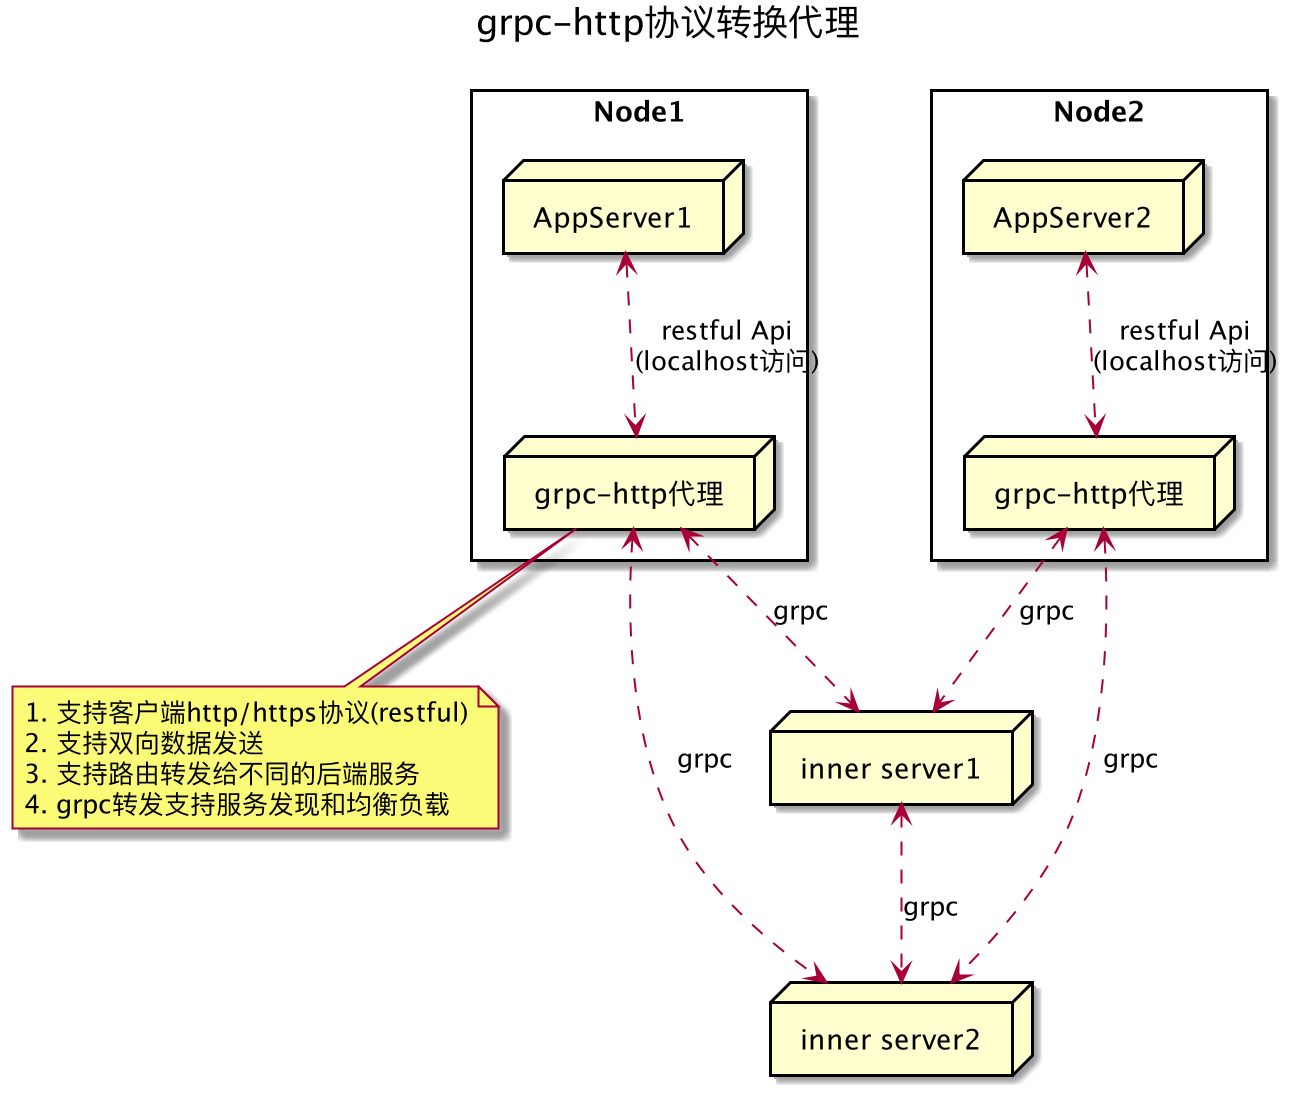 grpc-http协议转换代理
Node1
Node2
AppServer1
AppServer2
restful Api
(localhost访问)
restful Api
(localhost访问)
grpc-http代理
grpc-http代理
grpc
grpc
1. 支持客户端http/https协议(restful)
2. 支持双向数据发送
3. 支持路由转发给不同的后端服务
4. grpc转发支持服务发现和均衡负载
grpc
grpc
inner server1
grpc
inner server2